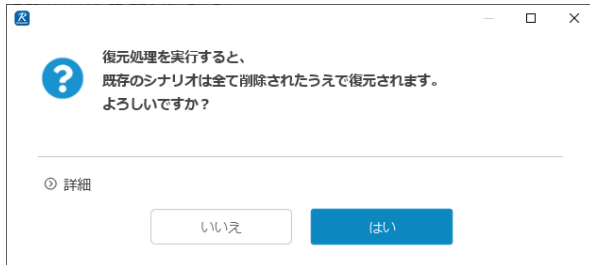 復元処理を実行すると、
既存のシナリオは全て削除されたうえで復元されます。
よろしいですか？
詳細
いいえ
はい